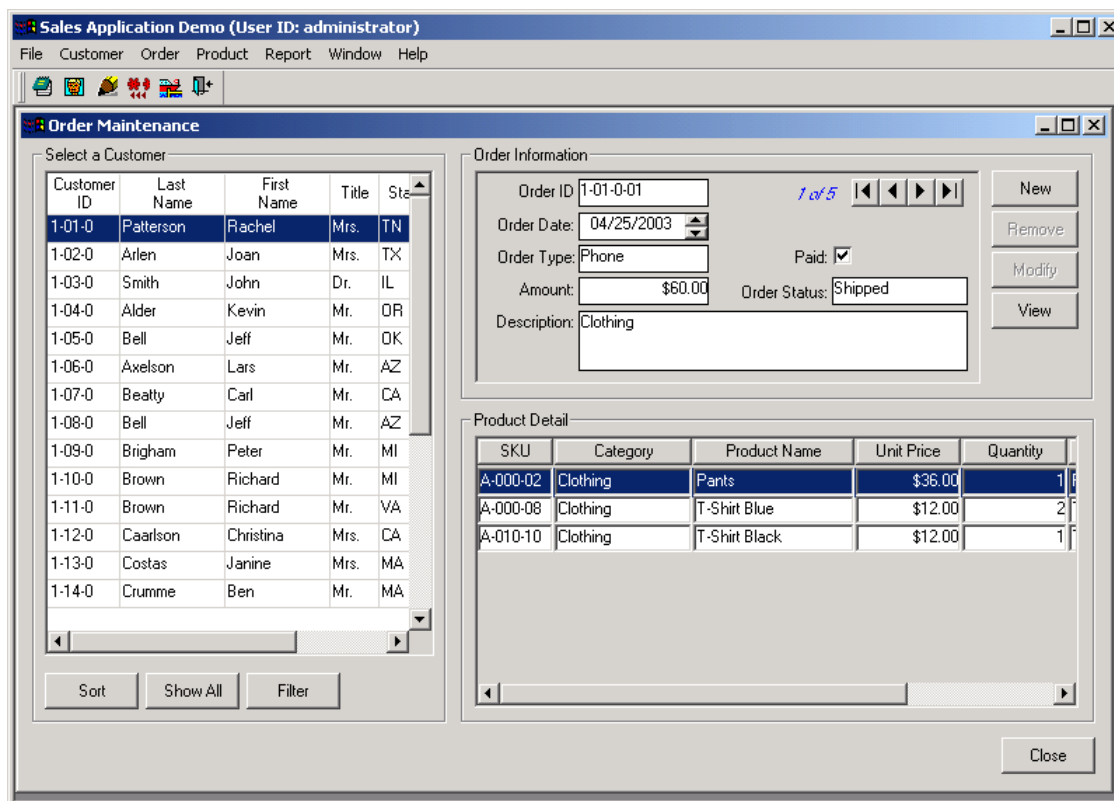 Sales Application Demo (User ID: administrator)
File Customer Order Product Report Window Help
Order Maintenance
Select a Customer
Customer ID Last Name First Name Title Sta
1-01-0 Patterson Rachel Mrs. TN
1-02-0 Arlen Joan Mrs. TX
1-03-0 Smith John Dr. IL
1-04-0 Alder Kevin Mr. OR
1-05-0 Bell Jeff Mr. OK
1-06-0 Axelson Lars Mr. AZ
1-07-0 Beatty Carl Mr. CA
1-08-0 Bell Jeff Mr. AZ
1-09-0 Brigham Peter Mr. MI
1-10-0 Brown Richard Mr. MI
1-11-0 Brown Richard Mr. VA
1-12-0 Caarlson Christina Mrs. CA
1-13-0 Costas Janine Mrs. MA
1-14-0 Crumme Ben Mr. MA
Sort Show All Filter
Order Information
Order ID 1-01-0-01 1 of 5
Order Date: 04/25/2003
Order Type: Phone Paid:
Amount: $60.00 Order Status: Shipped
Description: Clothing
New
Remove
Modify
View
Product Detail
SKU Category Product Name Unit Price Quantity
A-000-02 Clothing Pants $36.00 1
A-000-08 Clothing T-Shirt Blue $12.00 2
A-010-10 Clothing T-Shirt Black $12.00 1
Close